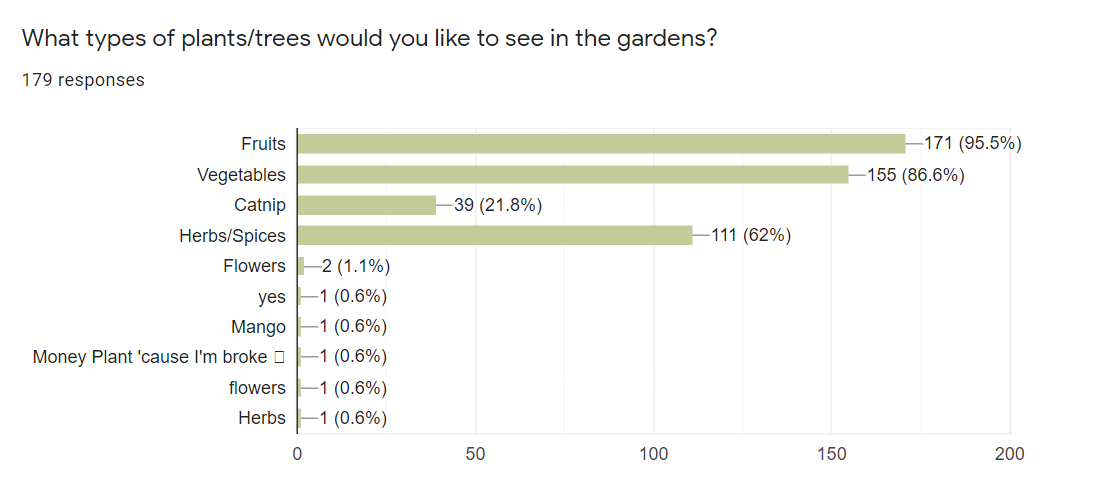 What types of plants/trees would you like to see in the gardens?
179 responses
Fruits 171 (95.5%)
Vegetables 155 (86.6%)
Catnip 39 (21.8%)
Herbs/Spices 111 (62%)
Flowers 2 (1.1%)
yes 1 (0.6%)
Mango 1 (0.6%)
Money Plant 'cause I'm broke 1 (0.6%)
flowers 1 (0.6%)
Herbs 1 (0.6%)
0 50 100 150 200